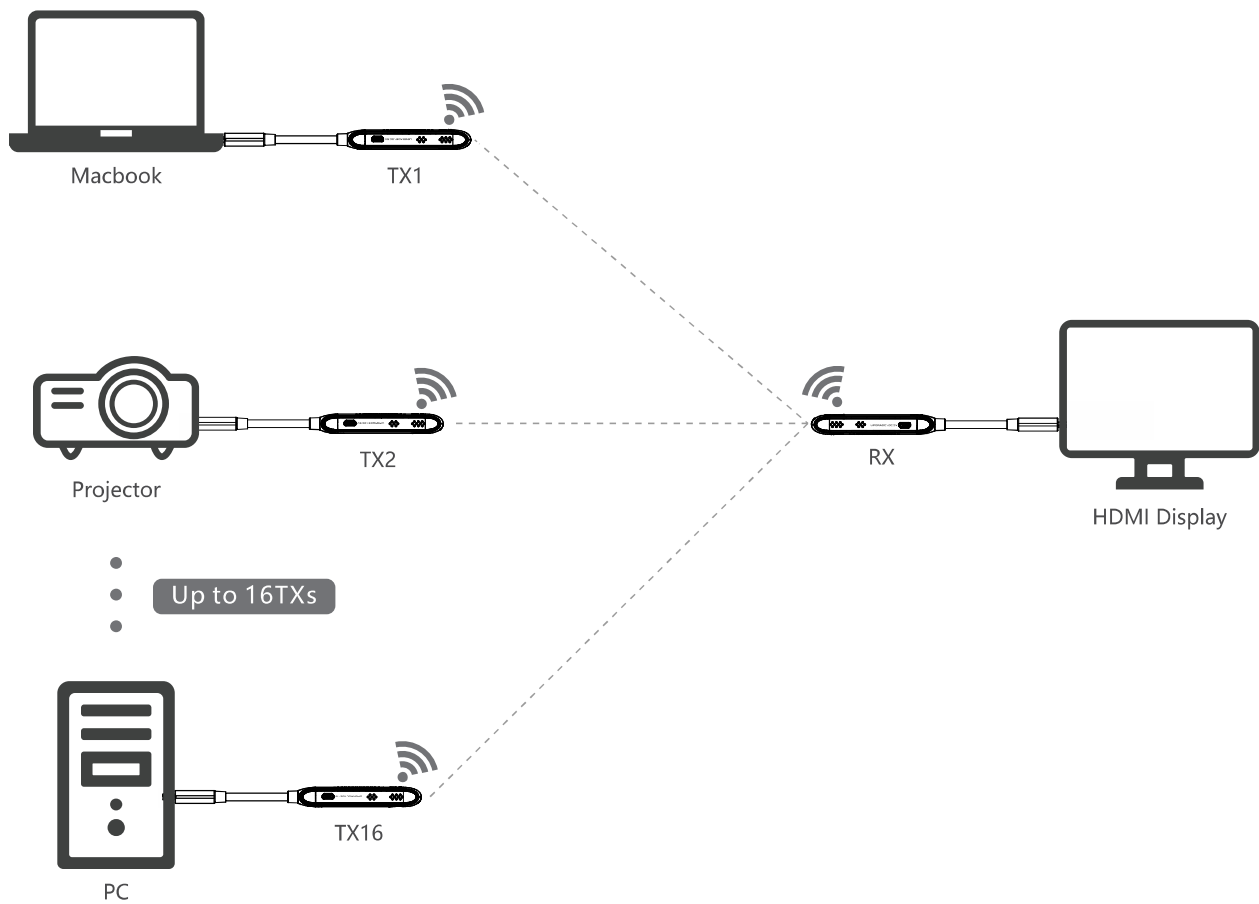 Macbook
TX1
TX2
Projector
RX
HDMI Display
Up to 16TXs
TX16
PC